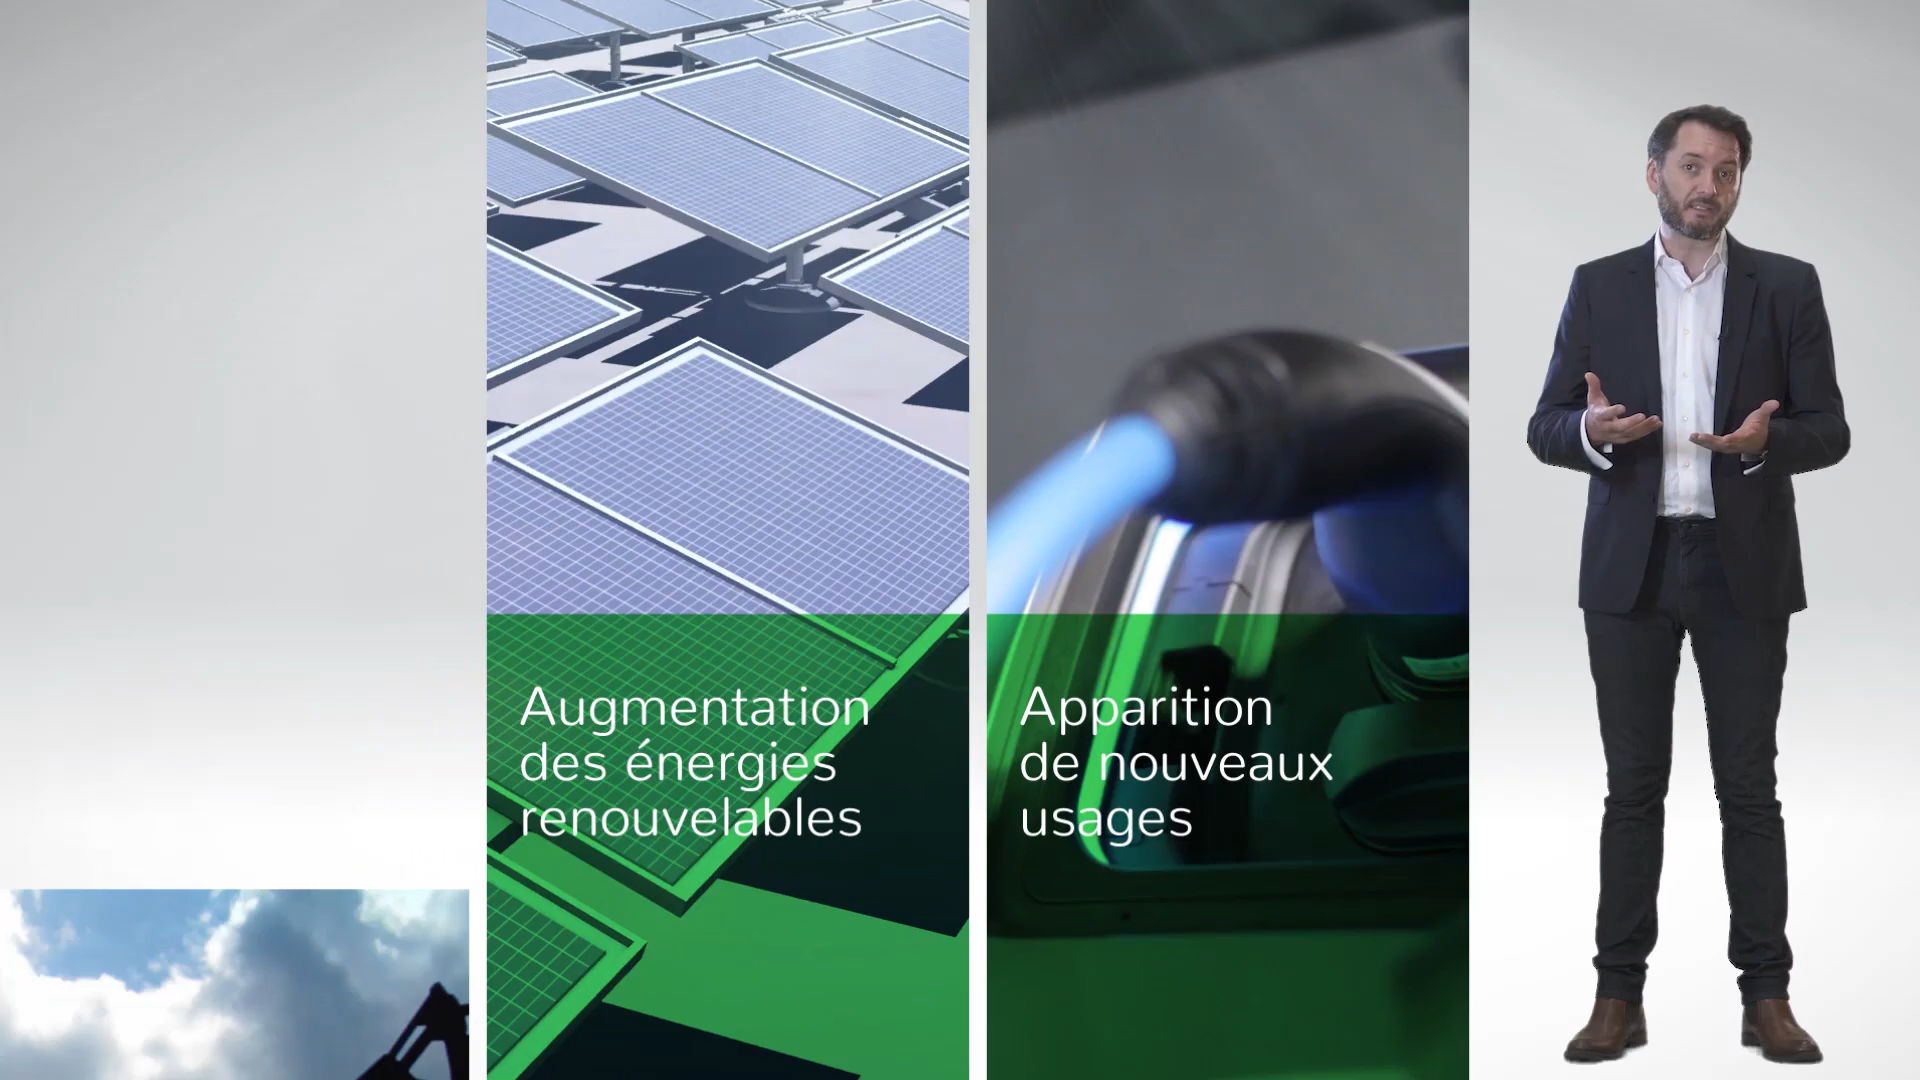 Augmentation
des énergies
renouvelables
Apparition
de nouveaux
usages